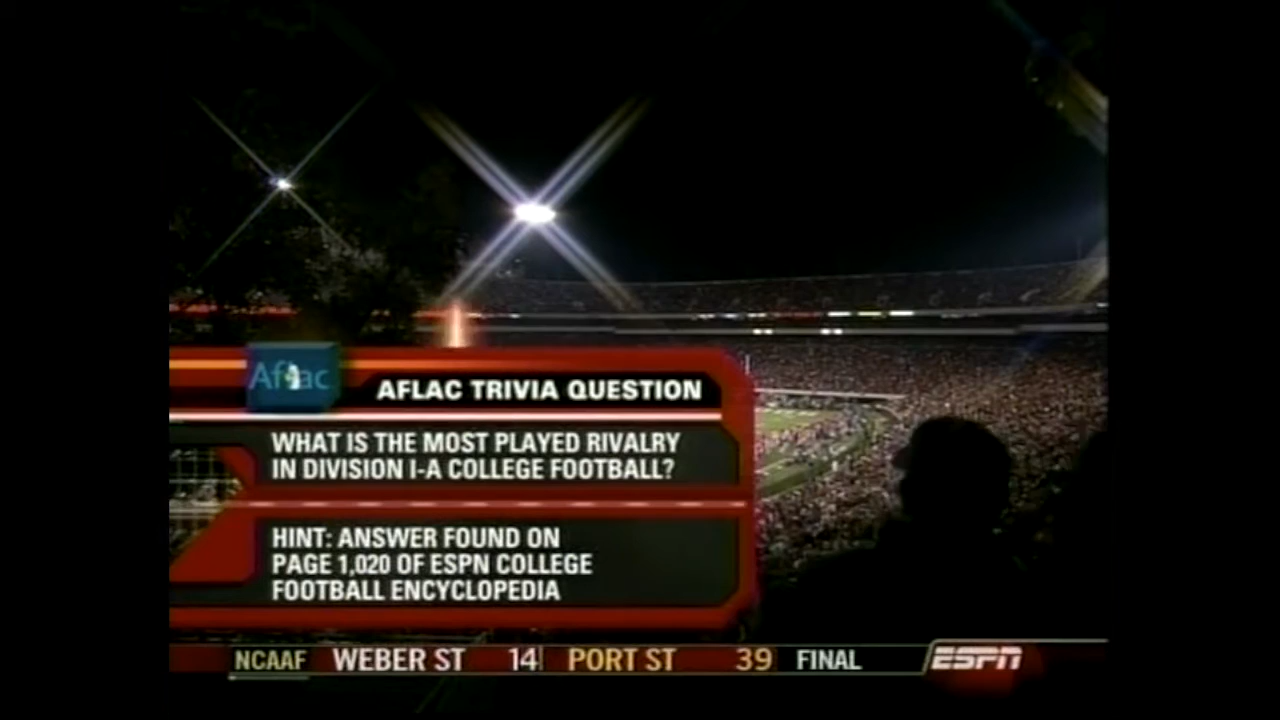 Aflac
AFLAC TRIVIA QUESTION
WHAT IS THE MOST PLAYED RIVALRY
IN DIVISION I-A COLLEGE FOOTBALL?
HINT: ANSWER FOUND ON
PAGE 1,020 OF ESPN COLLEGE
FOOTBALL ENCYCLOPEDIA
NCAAF WEBER ST 14 PORT ST 39 FINAL ESPN